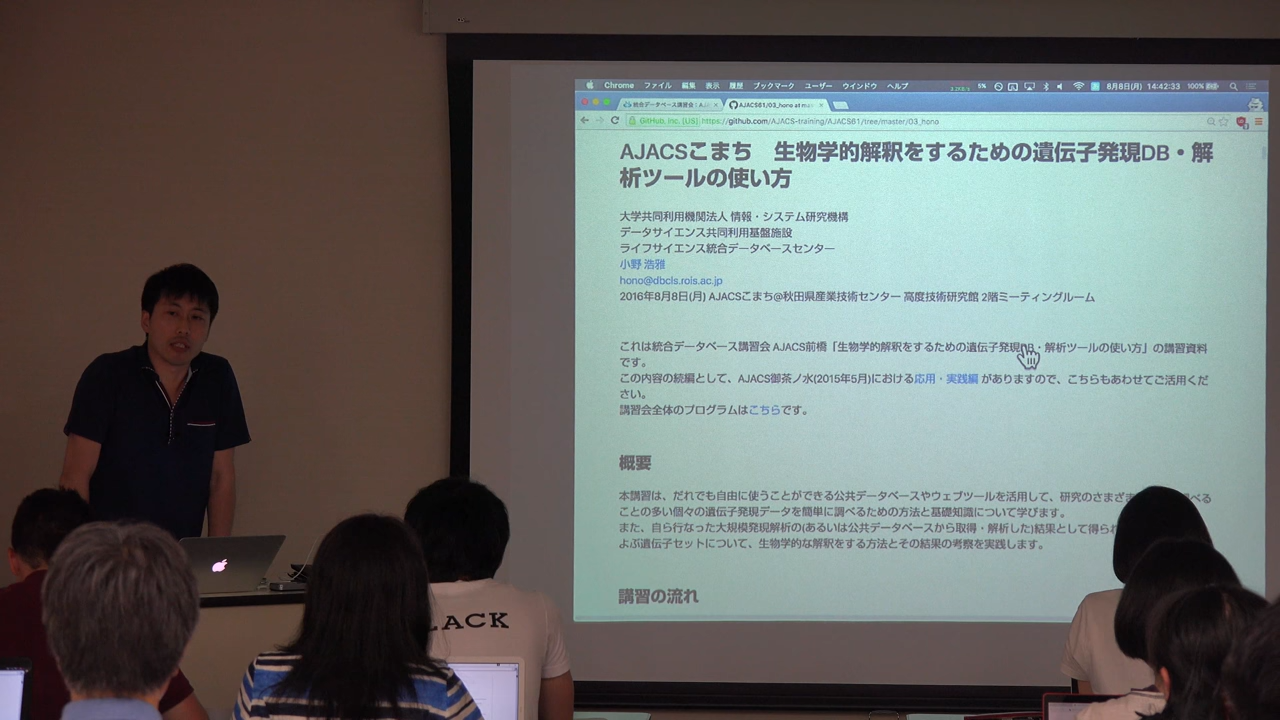 Chrome ファイル 編集 表示 履歴 ブックマーク ユーザー ウインドウ ヘルプ 5% 8月8日(月) 14:42:33 100%
統合データベース講習会：AJ AJACS61/03_hono at mas
GitHub, Inc. [US] https://github.com/AJACS-training/AJACS61/tree/master/03_hono
AJACSこまち 生物学的解釈をするための遺伝子発現DB・解
析ツールの使い方
大学共同利用機関法人 情報・システム研究機構
データサイエンス共同利用基盤施設
ライフサイエンス統合データベースセンター
小野 浩雅
hono@dbcls.rois.ac.jp
2016年8月8日(月) AJACSこまち@秋田県産業技術センター 高度技術研究館 2階ミーティングルーム
これは統合データベース講習会 AJACS前橋「生物学的解釈をするための遺伝子発現DB・解析ツールの使い方」の講習資料
です。
この内容の続編として、AJACS御茶ノ水(2015年5月)における応用・実践編 がありますので、こちらもあわせてご活用くだ
さい。
講習会全体のプログラムはこちらです。
概要
本講習は、だれでも自由に使うことができる公共データベースやウェブツールを活用して、研究のさまざま べる
ことの多い個々の遺伝子発現データを簡単に調べるための方法と基礎知識について学びます。
また、自ら行なった大規模発現解析の(あるいは公共データベースから取得・解析した)結果として得られ
よぶ遺伝子セットについて、生物学的な解釈をする方法とその結果の考察を実践します。
講習の流れ
LACK